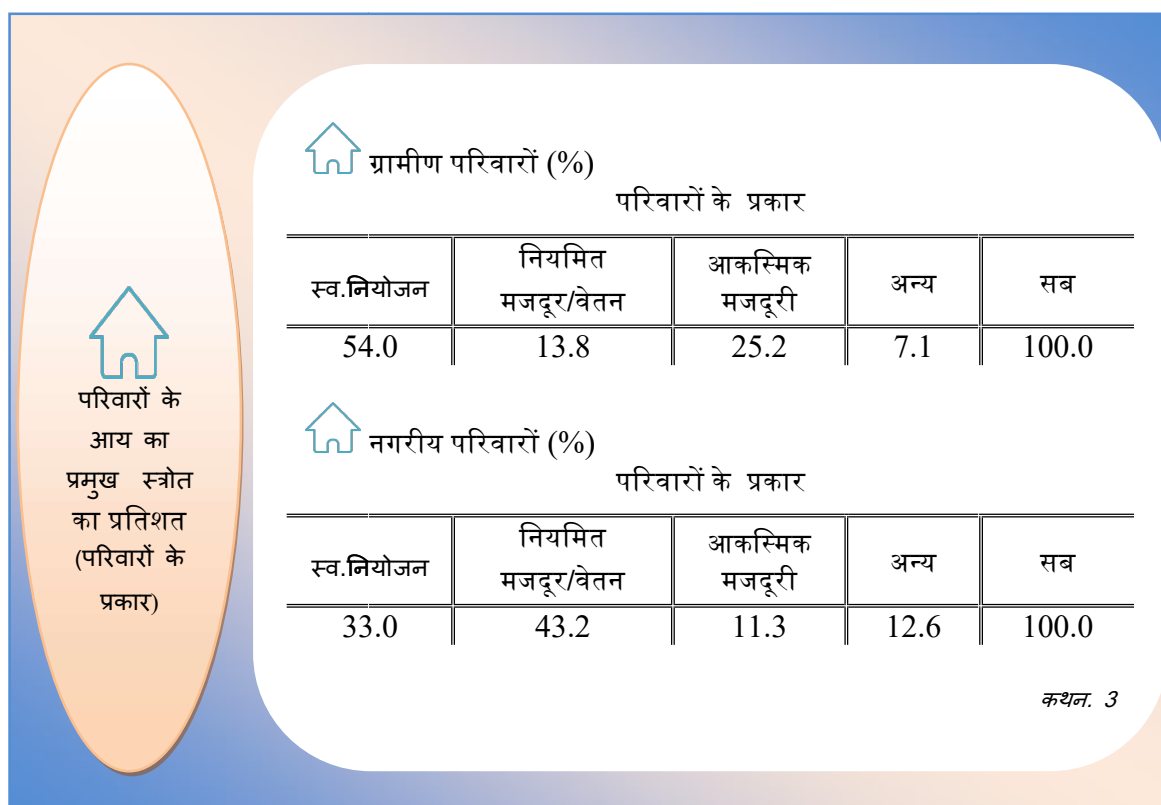 परिवारों के
आय का
प्रमुख स्त्रोत
का प्रतिशत
(परिवारों के
प्रकार)
ग्रामीण परिवारों (%)
परिवारों के प्रकार
स्व.नियोजन नियमित मजदूर/वेतन आकस्मिक मजदूरी अन्य सब
54.0 13.8 25.2 7.1 100.0
नगरीय परिवारों (%)
परिवारों के प्रकार
स्व.नियोजन नियमित मजदूर/वेतन आकस्मिक मजदूरी अन्य सब
33.0 43.2 11.3 12.6 100.0
कथन. 3